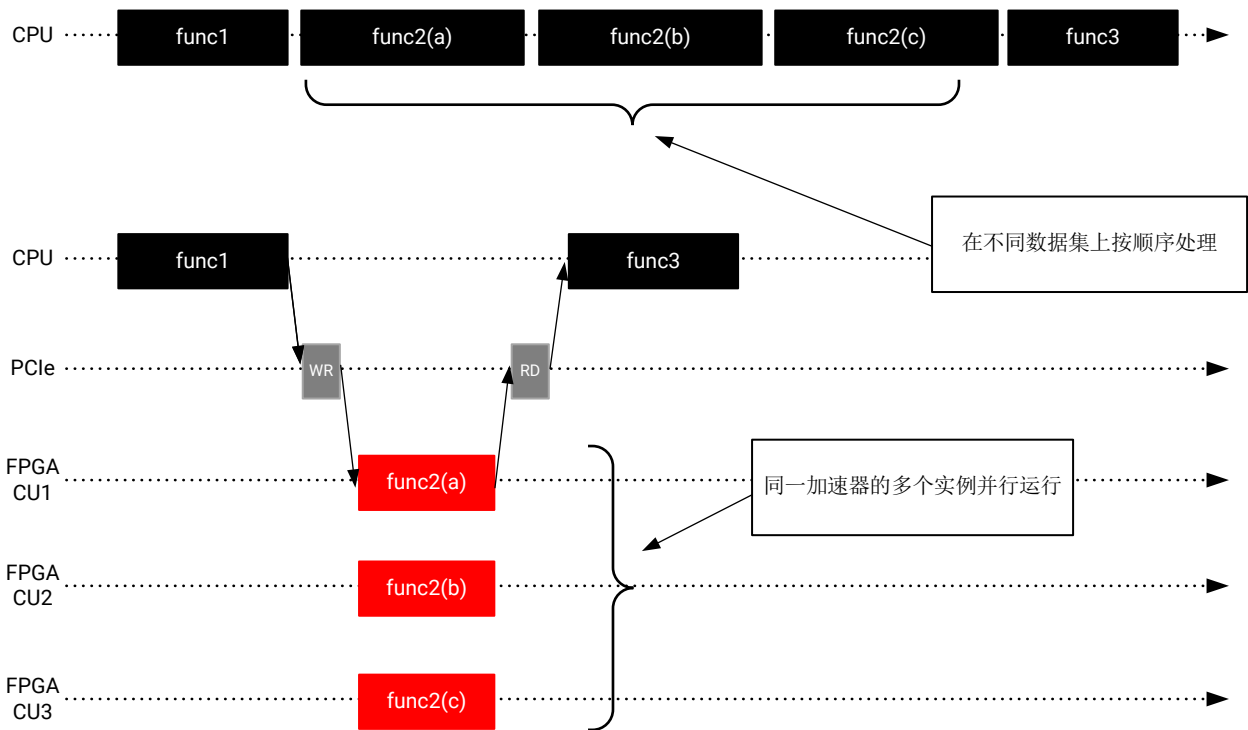 CPU func1 func2(a) func2(b) func2(c) func3
在不同数据集上按顺序处理
CPU func1 func3
PCIe WR RD
FPGA
CU1
func2(a)
同一加速器的多个实例并行运行
FPGA
CU2
func2(b)
FPGA
CU3
func2(c)